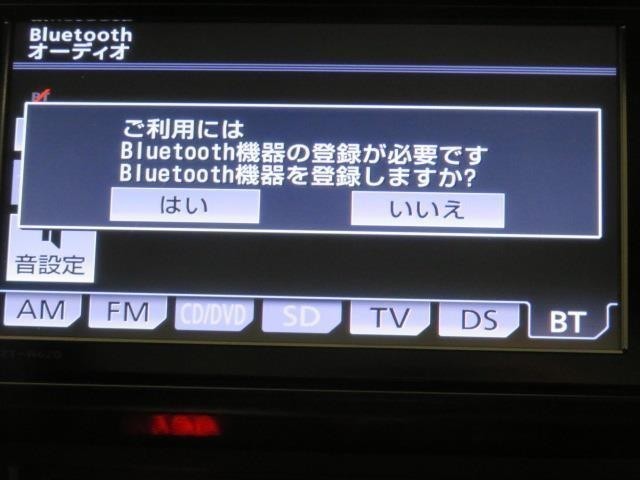 Bluetooth
オーディオ
ご利用には
Bluetooth機器の登録が必要です
Bluetooth機器を登録しますか?
はい
いいえ
音設定
AM
FM
CD/DVD
SD
TV
DS
BT